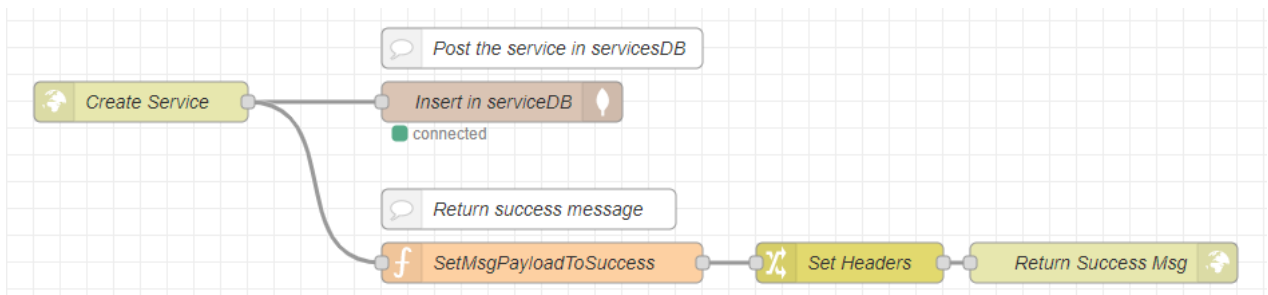 Post the service in servicesDB
Create Service
Insert in serviceDB
connected
Return success message
SetMsgPayloadToSuccess
Set Headers
Return Success Msg